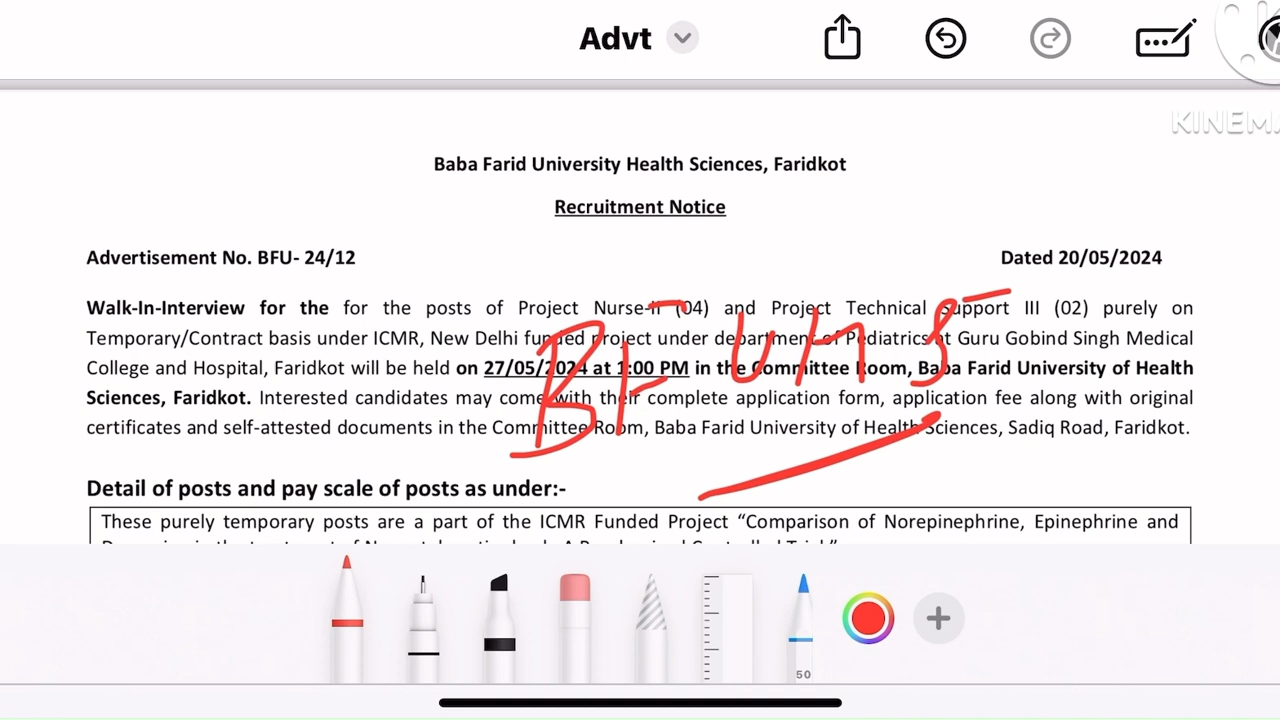 Advt
KINEMA
Baba Farid University Health Sciences, Faridkot
Recruitment Notice
Advertisement No. BFU- 24/12 Dated 20/05/2024
Walk-In-Interview for the for the posts of Project Nurse-II (04) and Project Technical Support III (02) purely on
Temporary/Contract basis under ICMR, New Delhi funded project under department of Pediatrics at Guru Gobind Singh Medical
College and Hospital, Faridkot will be held on 27/05/2024 at 1:00 PM in the Committee Room, Baba Farid University of Health
Sciences, Faridkot. Interested candidates may come with their complete application form, application fee along with original
certificates and self-attested documents in the Committee Room, Baba Farid University of Health Sciences, Sadiq Road, Faridkot.
BFUHS
Detail of posts and pay scale of posts as under:-
These purely temporary posts are a part of the ICMR Funded Project “Comparison of Norepinephrine, Epinephrine and
50